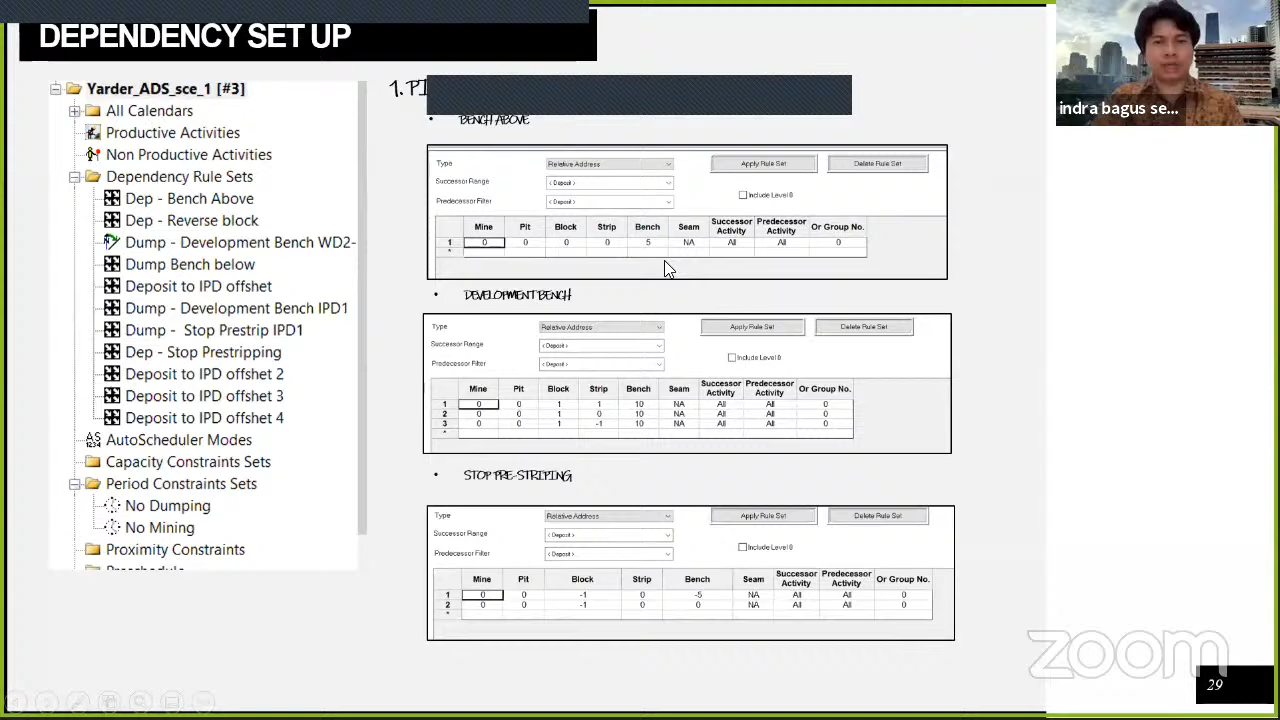 DEPENDENCY SET UP
indra bagus se...
Yarder_ADS_sce_1 [#3]
All Calendars
Productive Activities
Non Productive Activities
Dependency Rule Sets
Dep - Bench Above
Dep - Reverse block
Dump - Development Bench WD2-
Dump Bench below
Deposit to IPD offshet
Dump - Development Bench IPD1
Dump - Stop Prestrip IPD1
Dep - Stop Prestripping
Deposit to IPD offshet 2
Deposit to IPD offshet 3
Deposit to IPD offshet 4
AutoScheduler Modes
Capacity Constraints Sets
Period Constraints Sets
No Dumping
No Mining
Proximity Constraints
1. PI
• BENCH ABOVE
Type Relative Address Apply Rule Set Delete Rule Set
Successor Range < Deposit >
Include Level 0
Predecessor Filter < Deposit >
Mine Pit Block Strip Bench Seam Successor Activity Predecessor Activity Or Group No.
1 0 0 0 0 5 NA All All 0
*
• DEVELOPMENT BENCH
Type Relative Address Apply Rule Set Delete Rule Set
Successor Range < Deposit >
Include Level 0
Predecessor Filter < Deposit >
Mine Pit Block Strip Bench Seam Successor Activity Predecessor Activity Or Group No.
1 0 0 1 1 10 NA All All 0
2 0 0 1 0 10 NA All All 0
3 0 0 1 -1 10 NA All All 0
*
• STOP PRE-STRIPING
Type Relative Address Apply Rule Set Delete Rule Set
Successor Range < Deposit >
Include Level 0
Predecessor Filter < Deposit >
Mine Pit Block Strip Bench Seam Successor Activity Predecessor Activity Or Group No.
1 0 0 -1 0 -5 NA All All 0
2 0 0 -1 0 0 NA All All 0
*
zoom
29